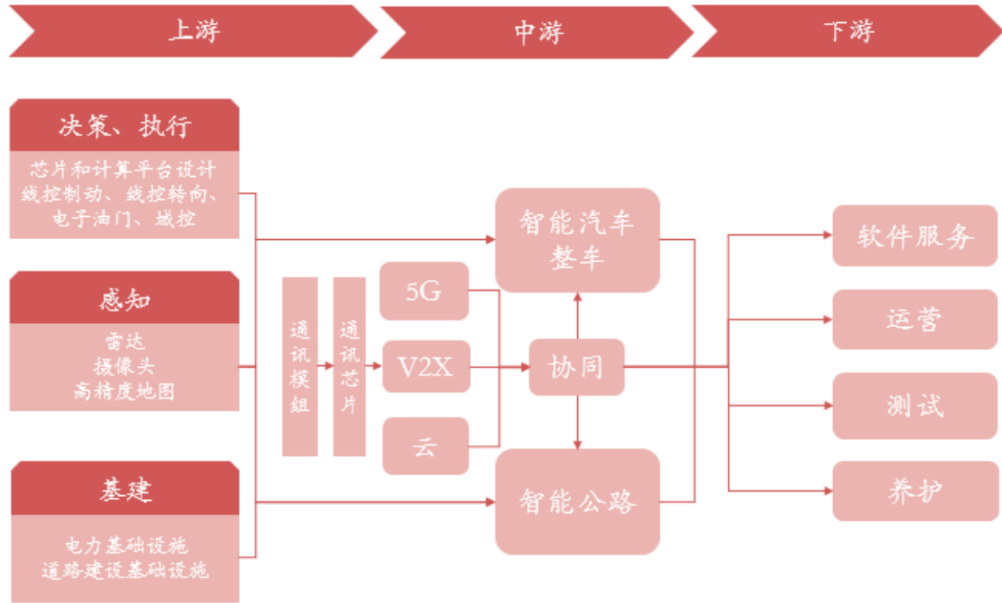 上游
中游
下游
决策、执行
芯片和计算平台设计
线控制动、线控转向、
电子油门、域控
感知
雷达
摄像头
高精度地图
基建
电力基础设施
道路建设基础设施
通讯模组
通讯芯片
5G
V2X
云
智能汽车
整车
协同
智能公路
软件服务
运营
测试
养护